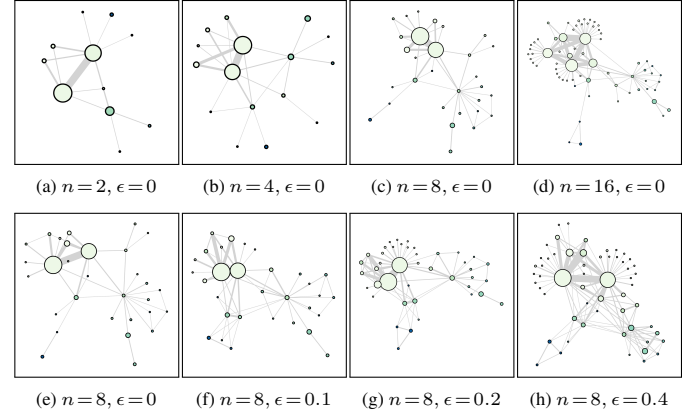 (a) n=2, ϵ=0
(b) n=4, ϵ=0
(c) n=8, ϵ=0
(d) n=16, ϵ=0
(e) n=8, ϵ=0
(f) n=8, ϵ=0.1
(g) n=8, ϵ=0.2
(h) n=8, ϵ=0.4